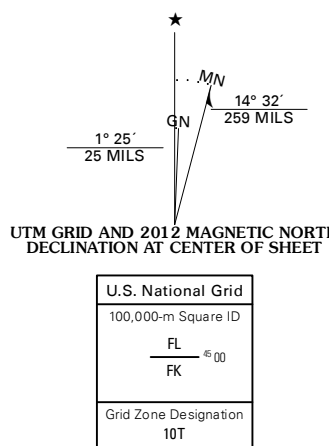 ★
MN
GN
14° 32´
259 MILS
1° 25´
25 MILS
UTM GRID AND 2012 MAGNETIC NORTH
DECLINATION AT CENTER OF SHEET
U.S. National Grid
100,000-m Square ID
FL
45 00
FK
Grid Zone Designation
10T